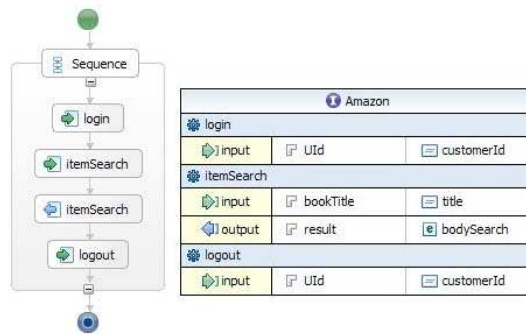 Sequence
login
itemSearch
itemSearch
logout
Amazon
login
input UId customerId
itemSearch
input bookTitle title
output result bodySearch
logout
input UId customerId